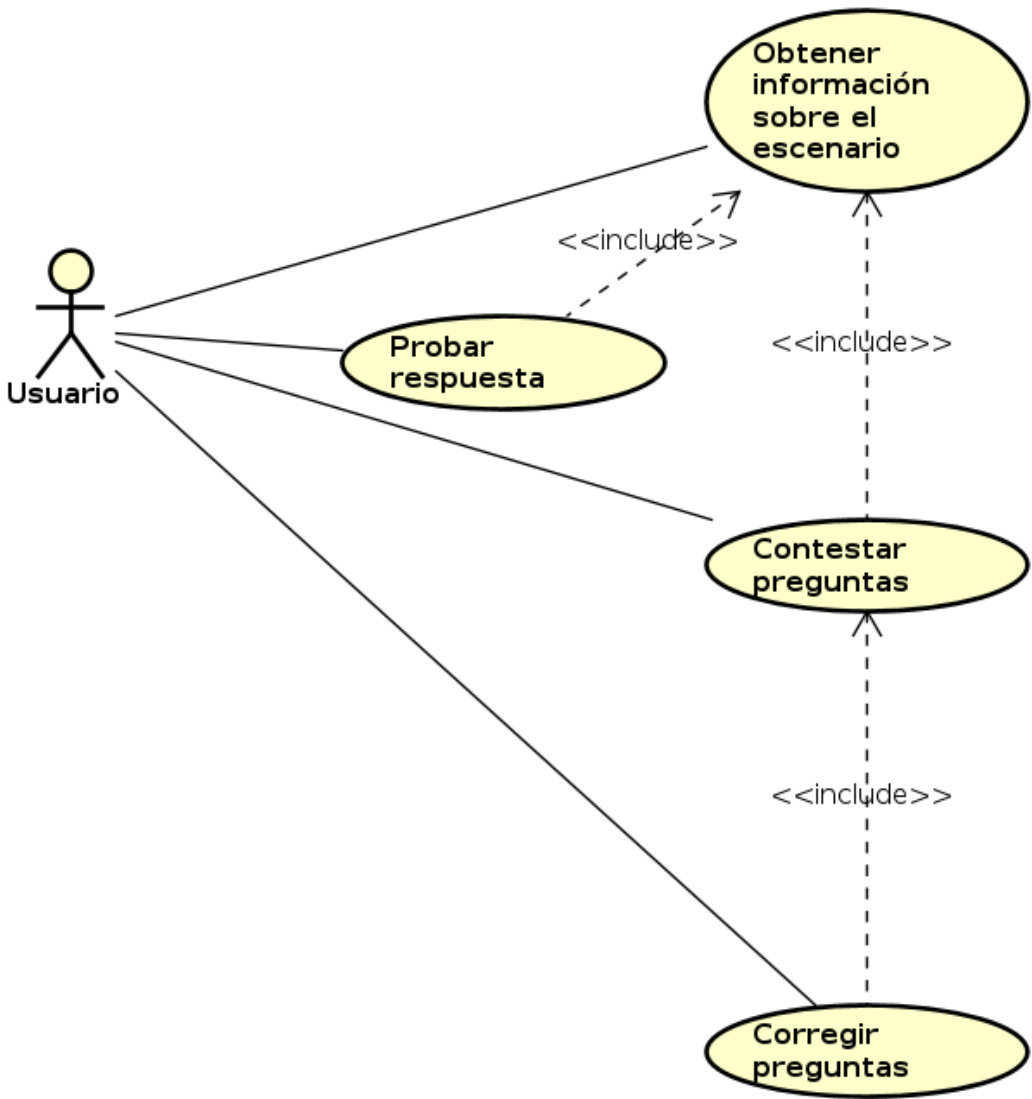 Obtener
información
sobre el
escenario
<<include>>
Probar
respuesta
<<include>>
Usuario
Contestar
preguntas
<<include>>
Corregir
preguntas